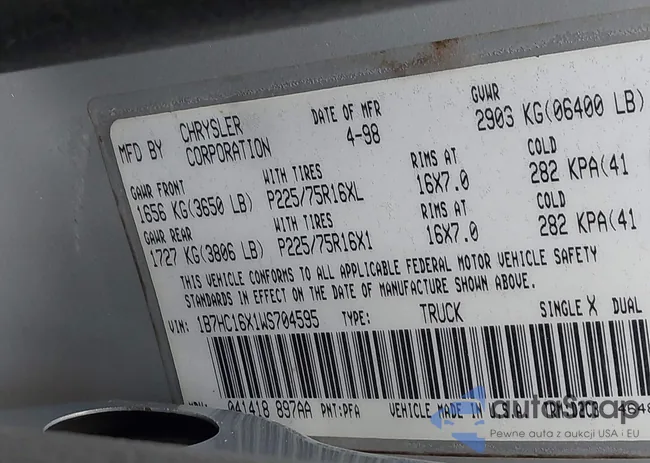 MFD BY CHRYSLER CORPORATION DATE OF MFR 4-98 GVWR 2903 KG(06400 LB)
GAWR FRONT WITH TIRES RIMS AT COLD
1656 KG(3650 LB) P225/75R16XL 16X7.0 282 KPA(41
GAWR REAR WITH TIRES RIMS AT COLD
1727 KG(3806 LB) P225/75R16X1 16X7.0 282 KPA(41
THIS VEHICLE CONFORMS TO ALL APPLICABLE FEDERAL MOTOR VEHICLE SAFETY
STANDARDS IN EFFECT ON THE DATE OF MANUFACTURE SHOWN ABOVE.
VIN: 1B7HC16X1WS704595 TYPE: TRUCK SINGLE X DUAL
041418 897AA PNT:PFA VEHICLE MADE IN U.S.A.
autoSnap
Pewne auta z aukcji USA i EU